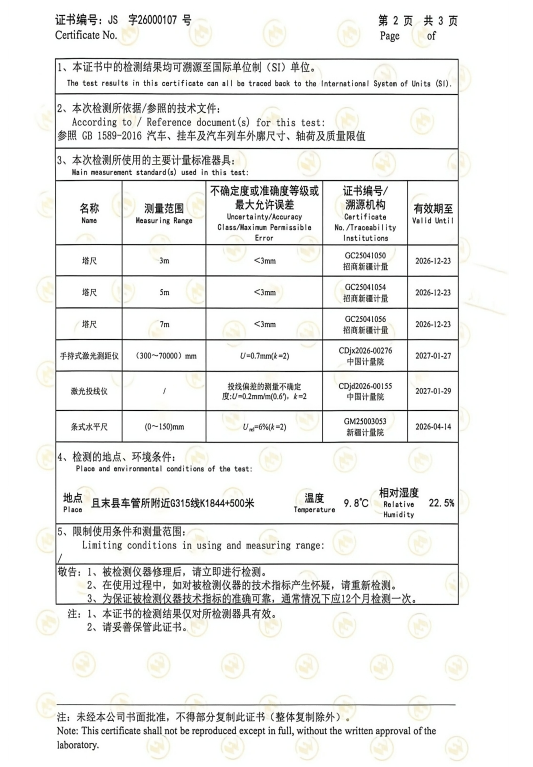 证书编号: JS 字26000107 号
第 2 页 共 3 页
Certificate No.
Page of
1、本证书中的检测结果均可溯源至国际单位制（SI）单位。
The test results in this certificate can all be traced back to the International System of Units (SI).
2、本次检测所依据/参照的技术文件：
According to / Reference document(s) for this test:
参照 GB 1589-2016 汽车、挂车及汽车列车外廓尺寸、轴荷及质量限值
3、本次检测所使用的主要计量标准器具：
Main measurement standard(s) used in this test:
名称
Name
测量范围
Measuring Range
不确定度或准确度等级或
最大允许误差
Uncertainty/Accuracy
Class/Maximum Permissible
Error
证书编号/
溯源机构
Certificate
No./Traceability
Institutions
有效期至
Valid Until
塔尺 3m <3mm GC25041050 招商新疆计量 2026-12-23
塔尺 5m <3mm GC25041054 招商新疆计量 2026-12-23
塔尺 7m <3mm GC25041056 招商新疆计量 2026-12-23
手持式激光测距仪 （300～70000）mm U=0.7mm(k=2) CDjx2026-00276 中国计量院 2027-01-27
激光投线仪 / 投线偏差的测量不确定度:U=0.2mm/m(0.6′), k=2 CDjd2026-00155 中国计量院 2027-01-29
条式水平尺 (0～150)mm Urel=6%(k=2) GM25003053 新疆计量院 2026-04-14
4、检测的地点、环境条件：
Place and environmental conditions of the test:
地点
Place
且末县车管所附近G315线K1844+500米
温度
Temperature
9.8℃
相对湿度
Relative
Humidity
22.5%
5、限制使用条件和测量范围：
Limiting conditions in using and measuring range:
/
敬告：1、被检测仪器修理后，请立即进行检测。
2、在使用过程中，如对被检测仪器的技术指标产生怀疑，请重新检测。
3、为保证被检测仪器技术指标的准确可靠，通常情况下应12个月检测一次。
注：1、本证书的检测结果仅对所检测器具有效。
2、请妥善保管此证书。
注：未经本公司书面批准，不得部分复制此证书（整体复制除外）。
Note: This certificate shall not be reproduced except in full, without the written approval of the
laboratory.